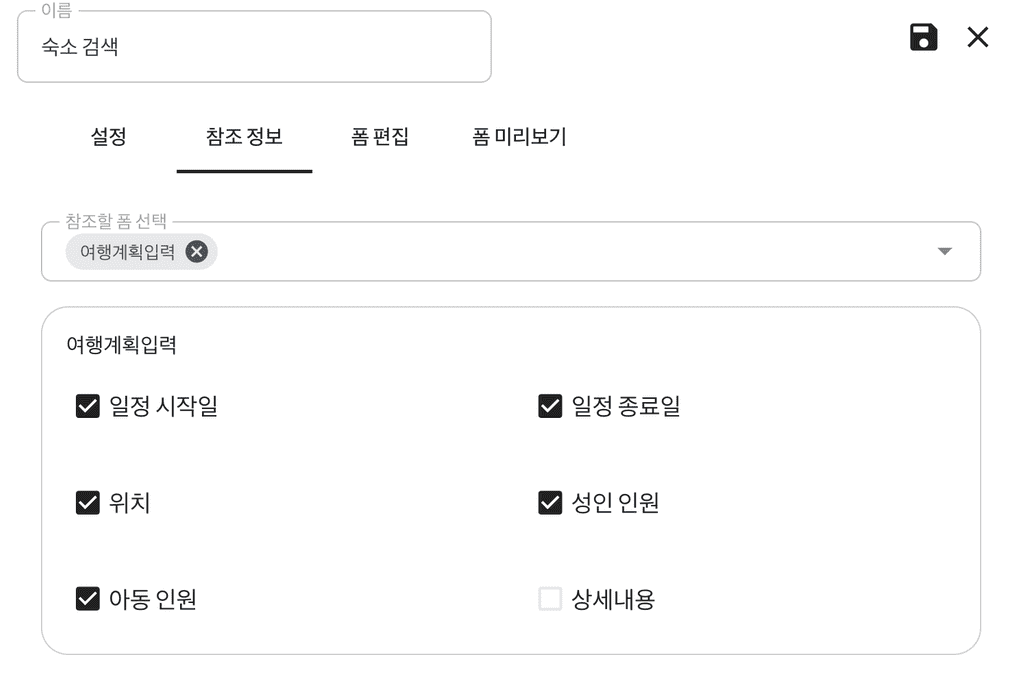 이름
숙소 검색
설정 참조 정보 폼 편집 폼 미리보기
참조할 폼 선택
여행계획입력
여행계획입력
일정 시작일 일정 종료일
위치 성인 인원
아동 인원 상세내용